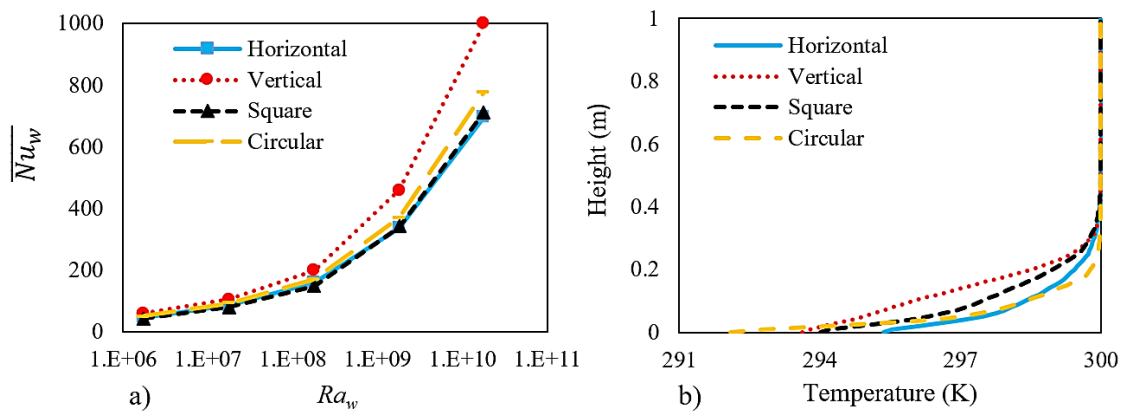 1000
800
600
400
200
0
Horizontal
Vertical
Square
Circular
1.E+06 1.E+07 1.E+08 1.E+09 1.E+10 1.E+11
Nu_w
a)
Ra_w
1
0.8
0.6
0.4
0.2
0
Horizontal
Vertical
Square
Circular
291 294 297 300
Height (m)
b)
Temperature (K)